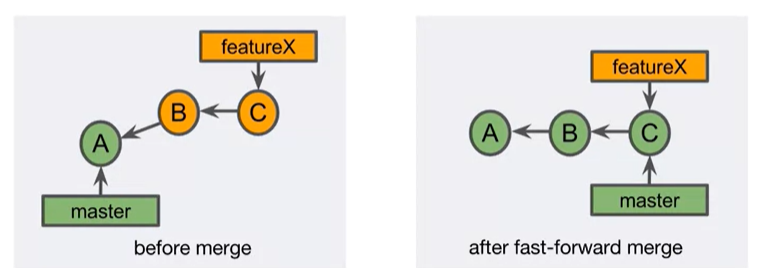 featureX
B
C
A
master
before merge
featureX
A
B
C
master
after fast-forward merge